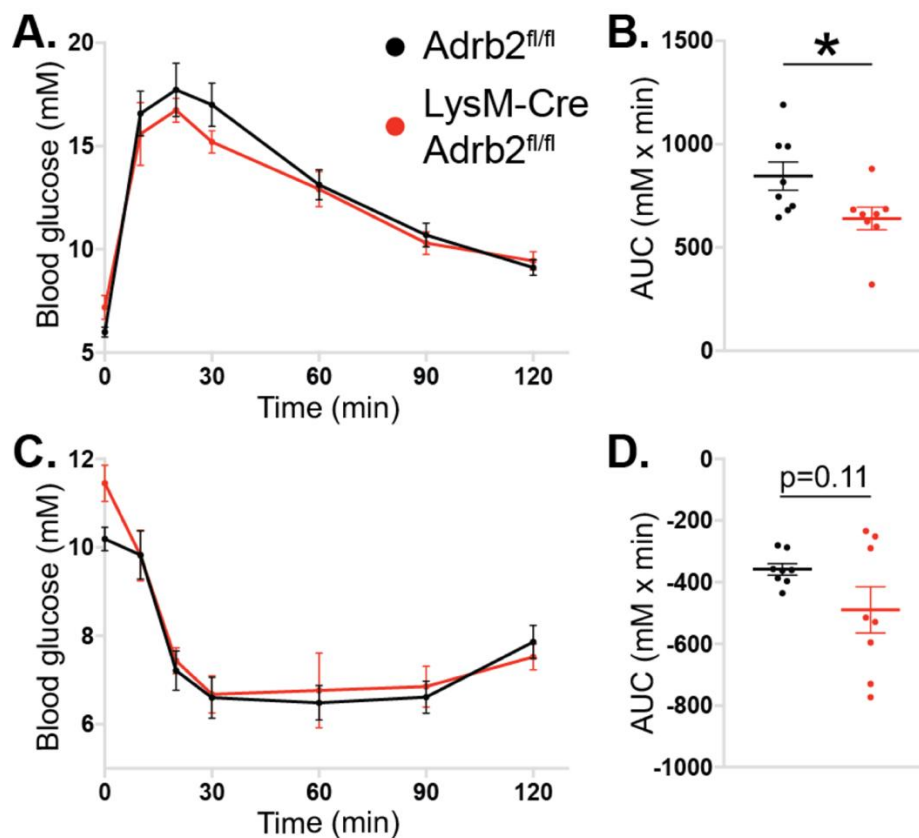 A.
Blood glucose (mM)
20
15
10
5
0
30
60
90
120
Time (min)
Adrb2fl/fl
LysM-Cre
Adrb2fl/fl
B.
AUC (mM x min)
1500
1000
500
0
*
C.
Blood glucose (mM)
12
10
8
6
0
30
60
90
120
Time (min)
D.
AUC (mM x min)
0
-200
-400
-600
-800
-1000
p=0.11